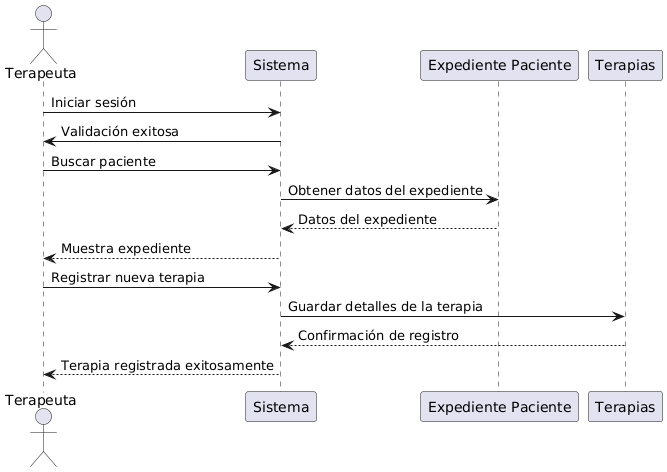 Terapeuta
Sistema
Expediente Paciente
Terapias
Iniciar sesión
Validación exitosa
Buscar paciente
Obtener datos del expediente
Datos del expediente
Muestra expediente
Registrar nueva terapia
Guardar detalles de la terapia
Confirmación de registro
Terapia registrada exitosamente
Terapeuta
Sistema
Expediente Paciente
Terapias